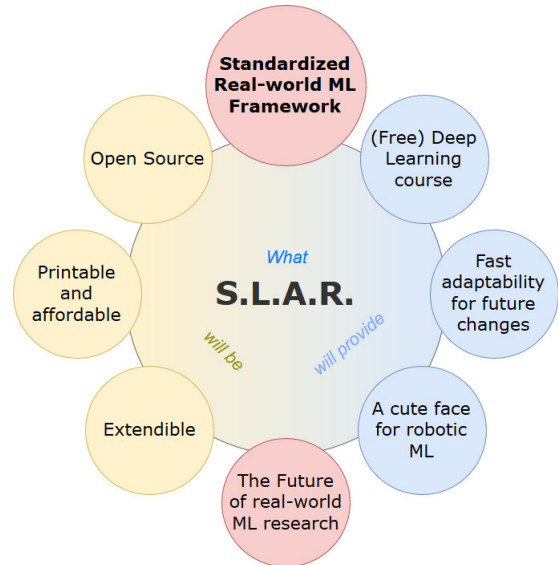 Standardized
Real-world ML
Framework
Open Source
(Free) Deep
Learning
course
Printable
and
affordable
What
S.L.A.R.
will be
will provide
Fast
adaptability
for future
changes
Extendible
A cute face
for robotic
ML
The Future
of real-world
ML research